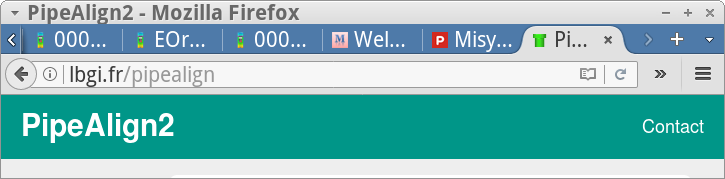 PipeAlign2 - Mozilla Firefox
000... EOr... 000... Wel... Misy... Pi...
lbgi.fr/pipealign
PipeAlign2 Contact